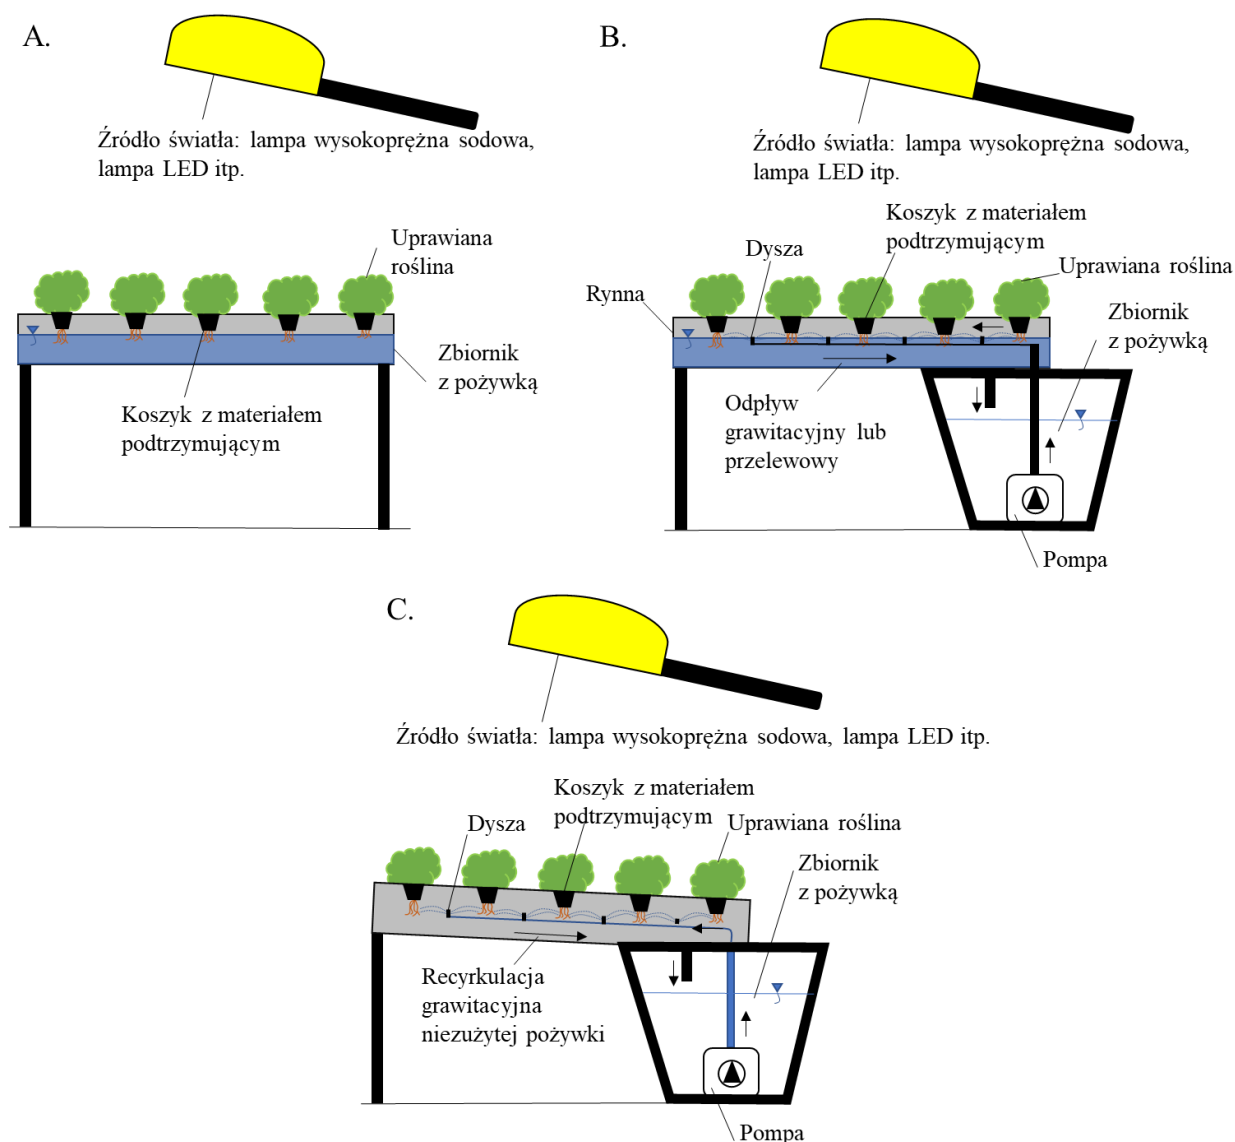 A.
Źródło światła: lampa wysokoprężna sodowa,
lampa LED itp.
Uprawiana
roślina
Zbiornik
z pożywką
Koszyk z materiałem
podtrzymującym
B.
Źródło światła: lampa wysokoprężna sodowa,
lampa LED itp.
Koszyk z materiałem
podtrzymującym
Dysza
Uprawiana roślina
Rynna
Zbiornik
z pożywką
Odpływ
grawitacyjny lub
przelewowy
Pompa
C.
Źródło światła: lampa wysokoprężna sodowa, lampa LED itp.
Koszyk z materiałem
podtrzymującym
Dysza
Uprawiana roślina
Zbiornik
z pożywką
Recyrkulacja
grawitacyjna
niezużytej pożywki
Pompa